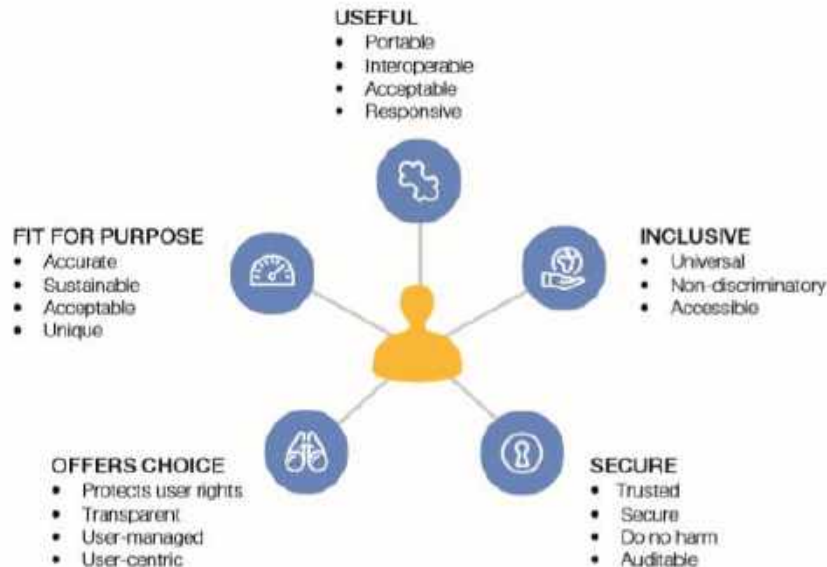 USEFUL
• Portable
• Interoperable
• Acceptable
• Responsive
FIT FOR PURPOSE
• Accurate
• Sustainable
• Acceptable
• Unique
INCLUSIVE
• Universal
• Non-discriminatory
• Accessible
OFFERS CHOICE
• Protects user rights
• Transparent
• User-managed
• User-centric
SECURE
• Trusted
• Secure
• Do no harm
• Auditable